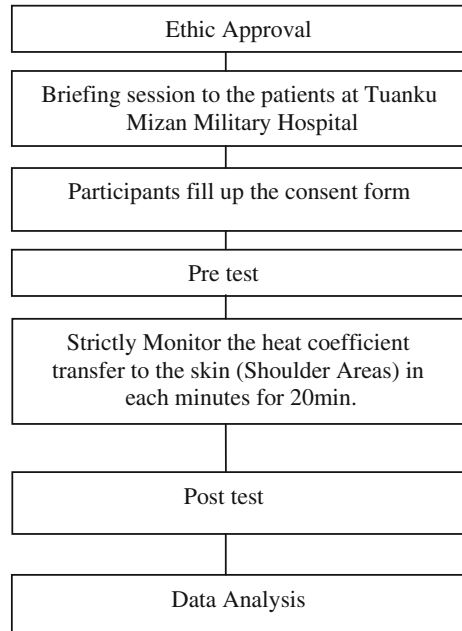 Ethic Approval
Briefing session to the patients at Tuanku
Mizan Military Hospital
Participants fill up the consent form
Pre test
Strictly Monitor the heat coefficient
transfer to the skin (Shoulder Areas) in
each minutes for 20min.
Post test
Data Analysis